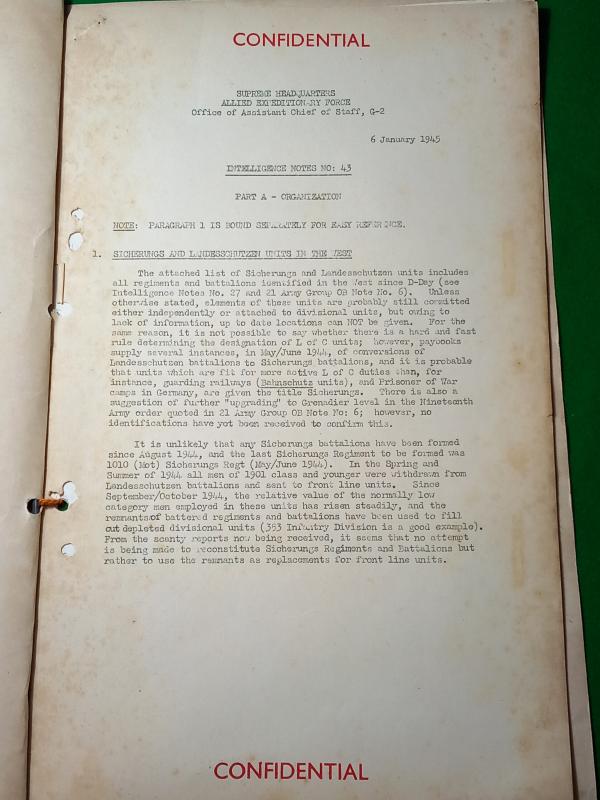 CONFIDENTIAL
SUPREME HEADQUARTERS
ALLIED EXPEDITIONARY FORCE
Office of Assistant Chief of Staff, G-2
6 January 1945
INTELLIGENCE NOTES NO: 43
PART A - ORGANIZATION
NOTE: PARAGRAPH 1 IS BOUND SEPARATELY FOR EASY REFERENCE.
1. SICHERUNGS AND LANDESSCHUTZEN UNITS IN THE WEST
The attached list of Sicherungs and Landesschutzen units includes
all regiments and battalions identified in the West since D-Day (see
Intelligence Notes No. 27 and 21 Army Group OB Note No. 6). Unless
otherwise stated, elements of these units are probably still committed
either independently or attached to divisional units, but owing to
lack of information, up to date locations can NOT be given. For the
same reason, it is not possible to say whether there is a hard and fast
rule determining the designation of L of C units; however, paybooks
supply several instances, in May/June 1944, of conversions of
Landesschutzen battalions to Sicherungs battalions, and it is probable
that units which are fit for more active L of C duties than, for
instance, guarding railways (Bahnschutz units), and Prisoner of War
camps in Germany, are given the title Sicherungs. There is also a
suggestion of further "upgrading" to Grenadier level in the Nineteenth
Army order quoted in 21 Army Group OB Note No: 6; however, no
identifications have yet been received to confirm this.
It is unlikely that any Sicherungs battalions have been formed
since August 1944, and the last Sicherungs Regiment to be formed was
1010 (Mot) Sicherungs Regt (May/June 1944). In the Spring and
Summer of 1944 all men of 1901 class and younger were withdrawn from
Landesschutzen battalions and sent to front line units. Since
September/October 1944, the relative value of the normally low
category men employed in these units has risen steadily, and the
remnants of battered regiments and battalions have been used to fill
out depleted divisional units (353 Infantry Division is a good example).
From the scanty reports now being received, it seems that no attempt
is being made to reconstitute Sicherungs Regiments and Battalions but
rather to use the remnants as replacements for front line units.
CONFIDENTIAL